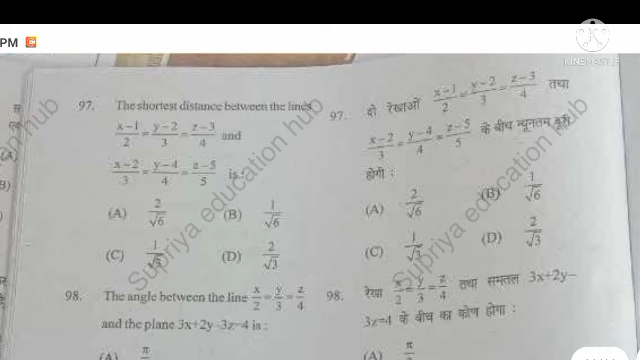 PM
KINEMASTER
97. The shortest distance between the lines
x-1/2 = y-2/3 = z-3/4 and
x-2/3 = y-4/4 = z-5/5 is :
(A) 2/√6 (B) 1/√6
(C) 1/√3 (D) 2/√3
98. The angle between the line x/2 = y/3 = z/4
and the plane 3x+2y-3z=4 is :
(A) π
97. दो रेखाओं x-1/2 = y-2/3 = z-3/4 तथा
x-2/3 = y-4/4 = z-5/5 के बीच न्यूनतम दूरी
होगी :
(A) 2/√6 (B) 1/√6
(C) 1/√3 (D) 2/√3
98. रेखा x/2 = y/3 = z/4 तथा समतल 3x+2y-
3z=4 के बीच का कोण होगा :
(A) π
Supriya education hub
Supriya education hub